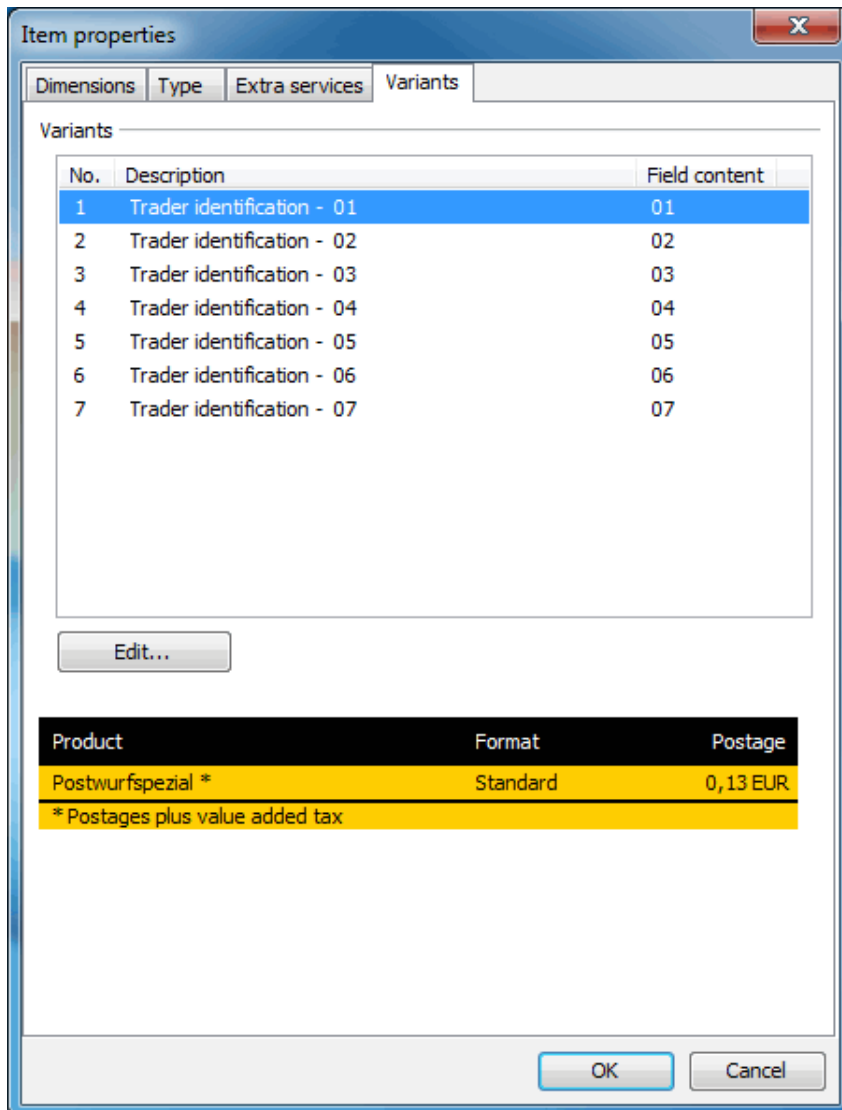 Item properties
Dimensions Type Extra services Variants
Variants
No. Description Field content
1 Trader identification - 01 01
2 Trader identification - 02 02
3 Trader identification - 03 03
4 Trader identification - 04 04
5 Trader identification - 05 05
6 Trader identification - 06 06
7 Trader identification - 07 07
Edit...
Product Format Postage
Postwurfspezial * Standard 0,13 EUR
* Postages plus value added tax
OK Cancel